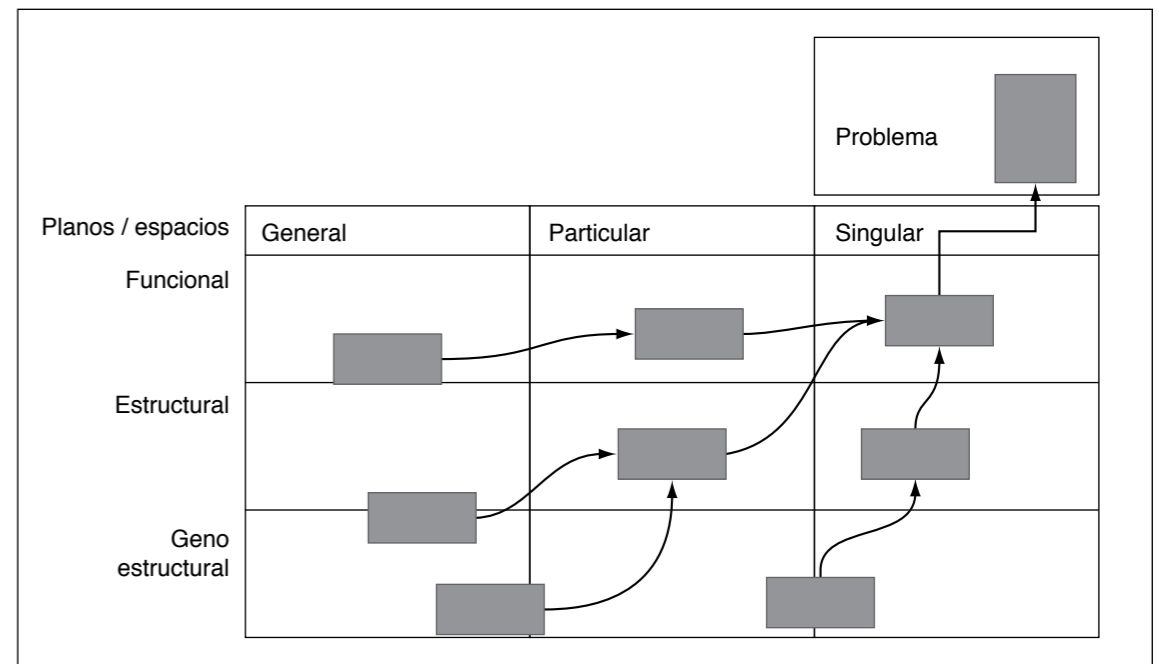 Problema
Planos / espacios
General
Particular
Singular
Funcional
Estructural
Geno
estructural